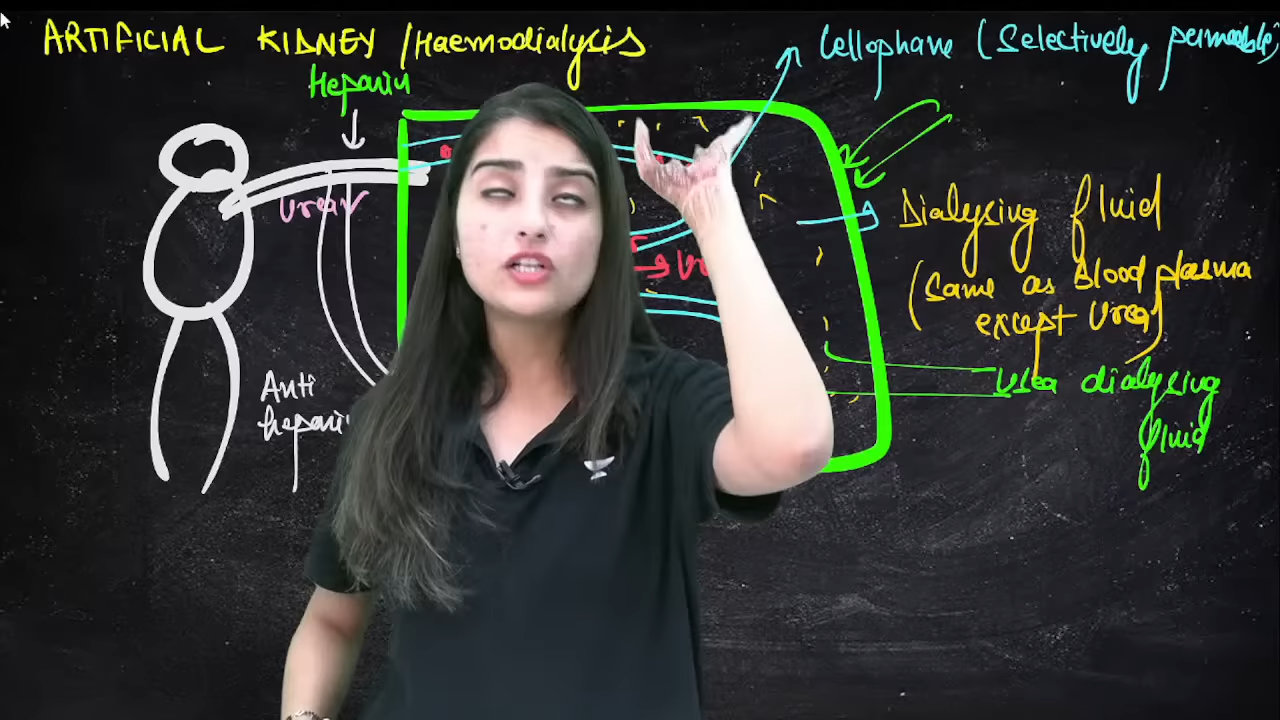 ARTIFICIAL KIDNEY / Haemodialysis
Cellophane (Selectively permeable)
Heparin
Urea
Dialysing fluid
(Same as Blood plasma
except Urea)
Urea dialysing
fluid
Anti
heparin